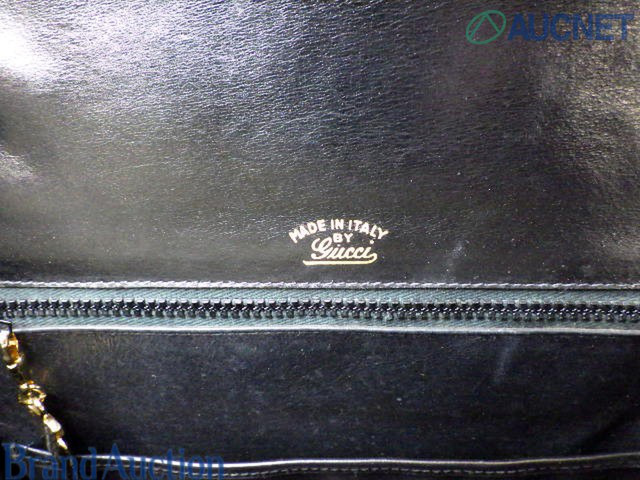 AUCNET
MADE IN ITALY
BY
Gucci
Brand Auction